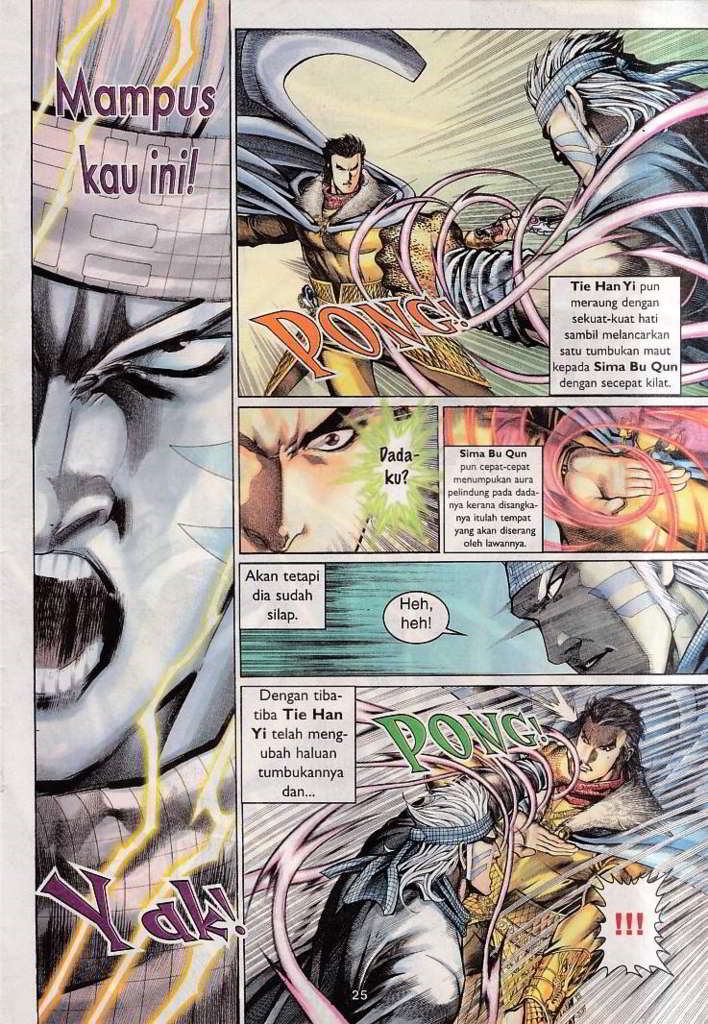 Mampus
kau ini!
Yak!
PONG!
Tie Han Yi pun
meraung dengan
sekuat-kuat hati
sambil melancarkan
satu tumbukan maut
kepada Sima Bu Qun
dengan secepat kilat.
Dada-
ku?
Sima Bu Qun
pun cepat-cepat
menumpukan aura
pelindung pada dada-
nya kerana disangka-
nya itulah tempat
yang akan diserang
oleh lawannya.
Akan tetapi
dia sudah
silap.
Heh,
heh!
Dengan tiba-
tiba Tie Han
Yi telah meng-
ubah haluan
tumbukannya
dan...
PONG!
!!!
25